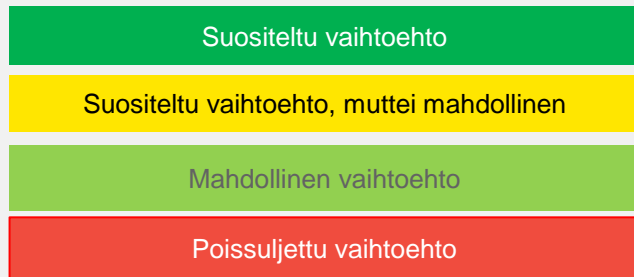 Suositeltu vaihtoehto
Suositeltu vaihtoehto, muttei mahdollinen
Mahdollinen vaihtoehto
Poissuljettu vaihtoehto